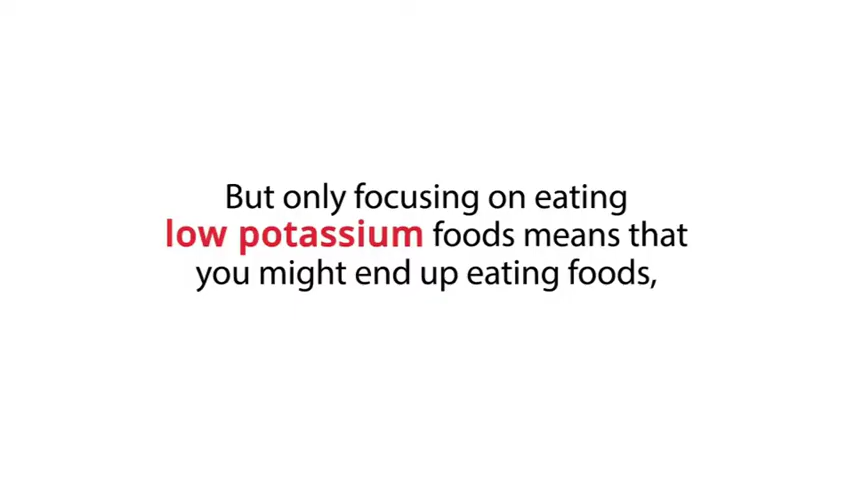 But only focusing on eating
low potassium foods means that
you might end up eating foods,